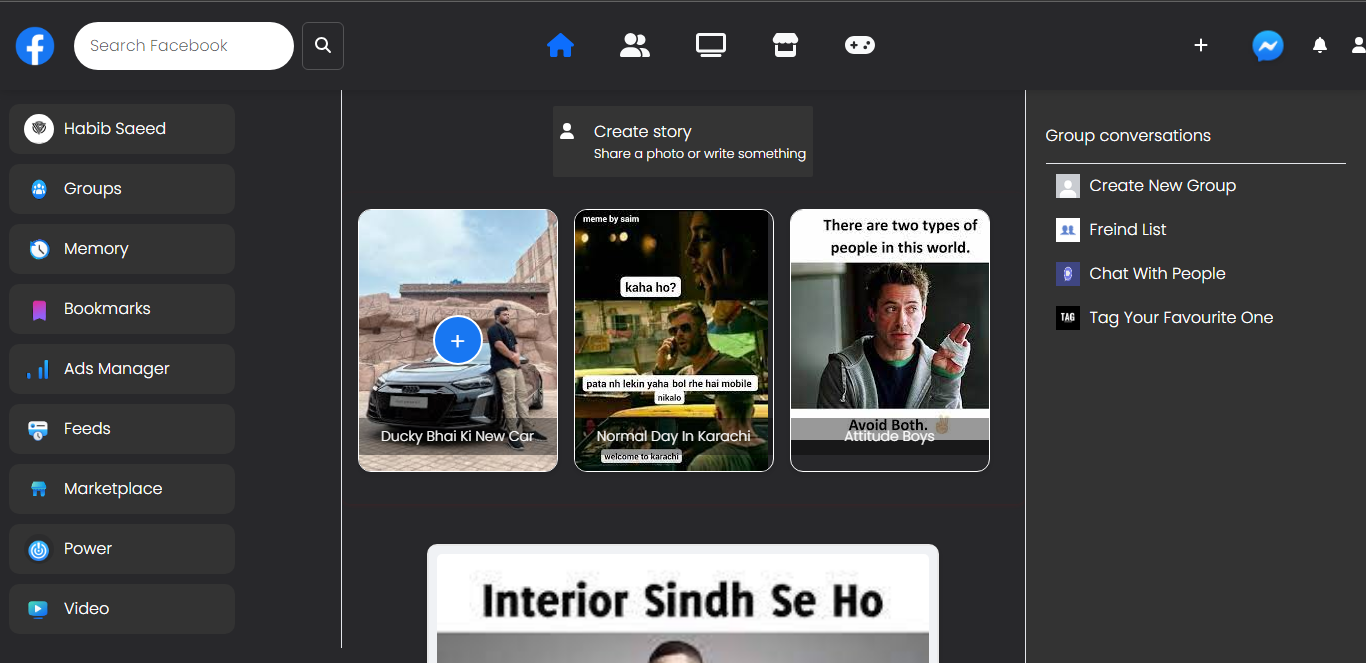 Search Facebook
Habib Saeed
Groups
Memory
Bookmarks
Ads Manager
Feeds
Marketplace
Power
Video
Create story
Share a photo or write something
Ducky Bhai Ki New Car
meme by saim
kaha ho?
pata nh lekin yaha bol rhe hai mobile
nikalo
Normal Day In Karachi
welcome to karachi
There are two types of
people in this world.
Avoid Both. ✌
Attitude Boys
Interior Sindh Se Ho
Group conversations
Create New Group
Freind List
Chat With People
TAG
Tag Your Favourite One